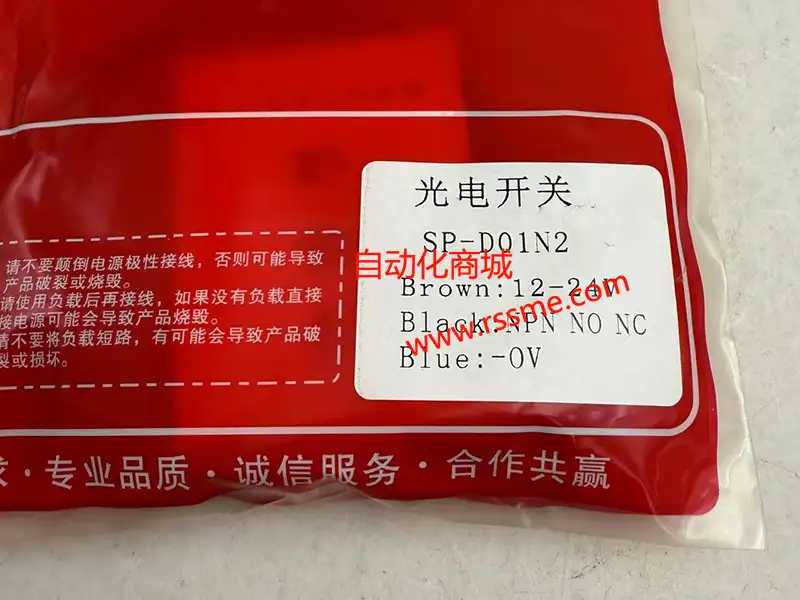 光电开关
SP-D01N2
自动化商城
Brown:12-24V
www.rssme.com
Black:NPN NO NC
Blue:-0V
请不要颠倒电源极性接线，否则可能导致
产品破裂或烧毁。
请使用负载后再接线，如果没有负载直接
接电源可能会导致产品烧毁。
请不要将负载短路，有可能会导致产品破
裂或损坏。
·专业品质·诚信服务·合作共赢